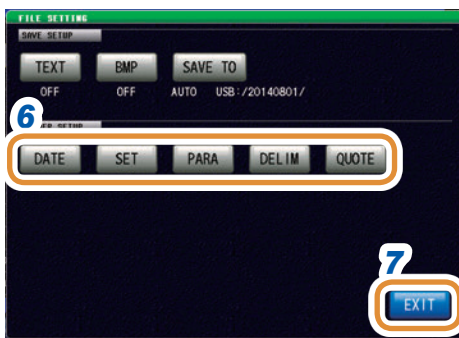 FILE SETTING
SAVE SETUP
TEXT BMP SAVE TO
OFF OFF AUTO USB:/20140801/
6
SETUP
DATE SET PARA DELIM QUOTE
7
EXIT